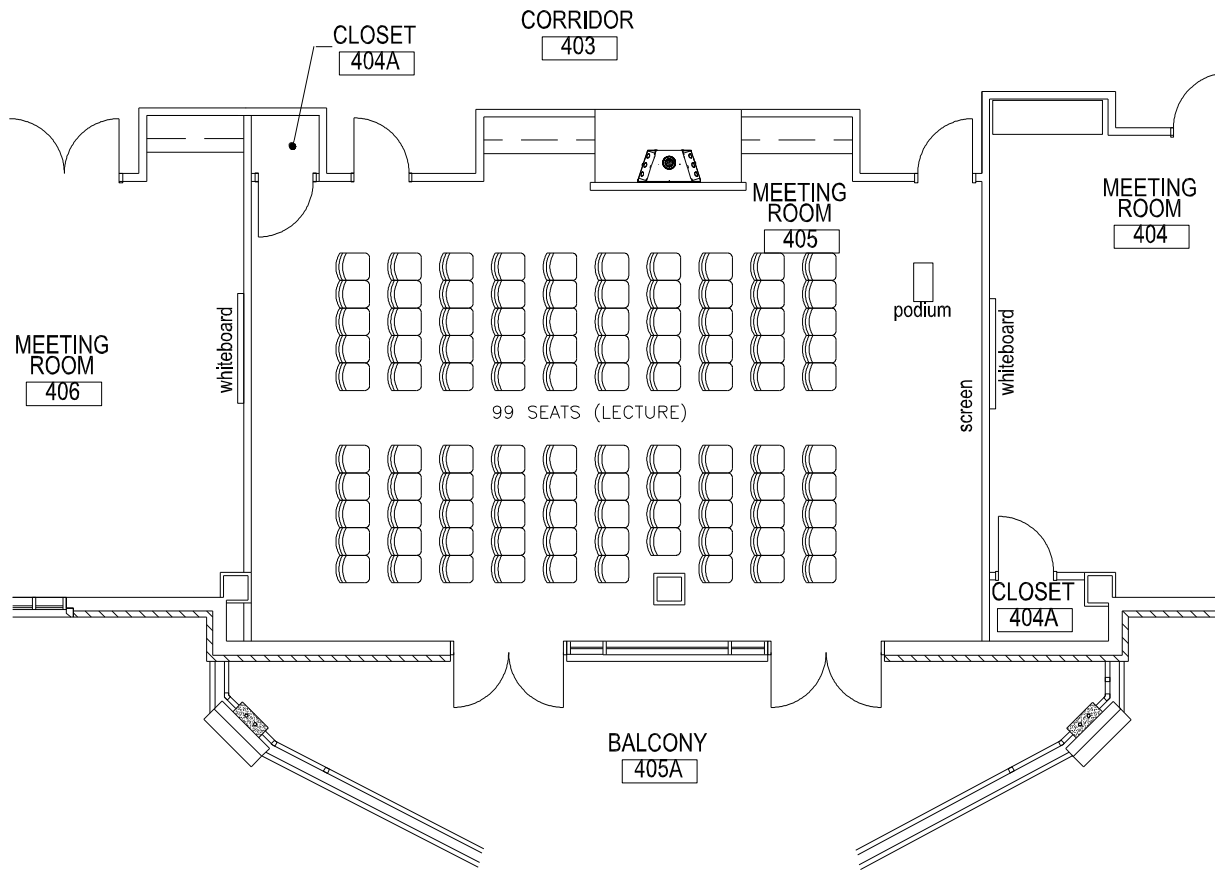 CORRIDOR
403
CLOSET
404A
MEETING
ROOM
405
MEETING
ROOM
404
podium
MEETING
ROOM
406
whiteboard
whiteboard
screen
99 SEATS (LECTURE)
CLOSET
404A
BALCONY
405A